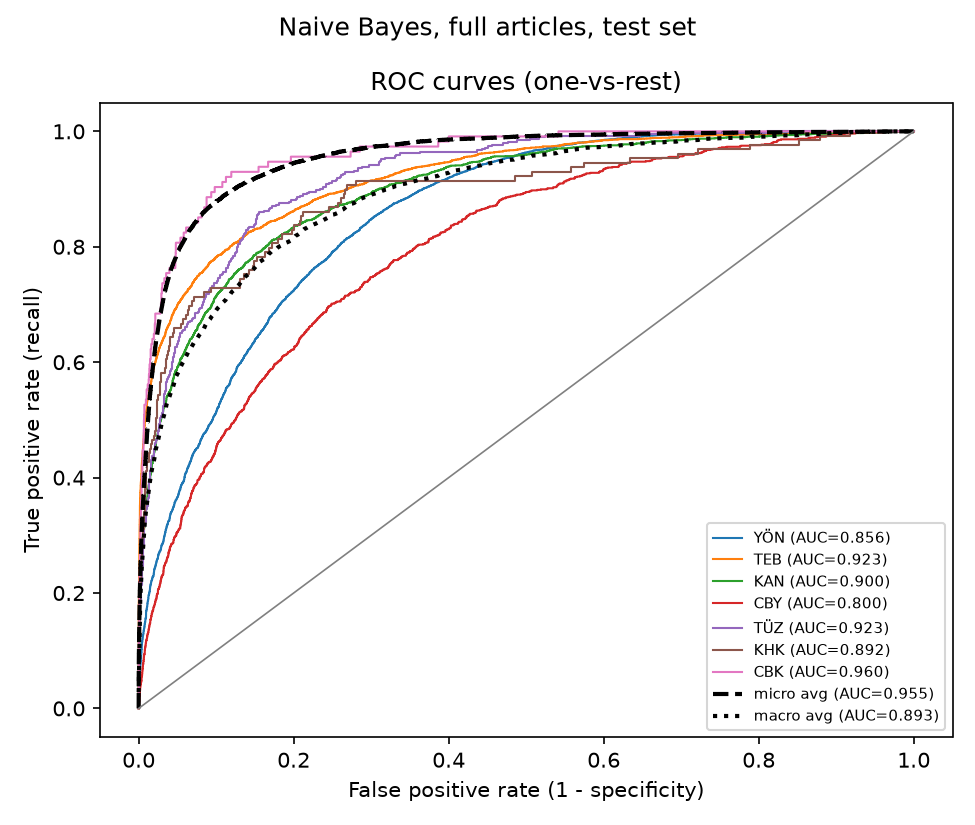 Naive Bayes, full articles, test set
ROC curves (one-vs-rest)
True positive rate (recall)
1.0
0.8
0.6
0.4
0.2
0.0
0.0 0.2 0.4 0.6 0.8 1.0
False positive rate (1 - specificity)
YÖN (AUC=0.856)
TEB (AUC=0.923)
KAN (AUC=0.900)
CBY (AUC=0.800)
TÜZ (AUC=0.923)
KHK (AUC=0.892)
CBK (AUC=0.960)
micro avg (AUC=0.955)
macro avg (AUC=0.893)